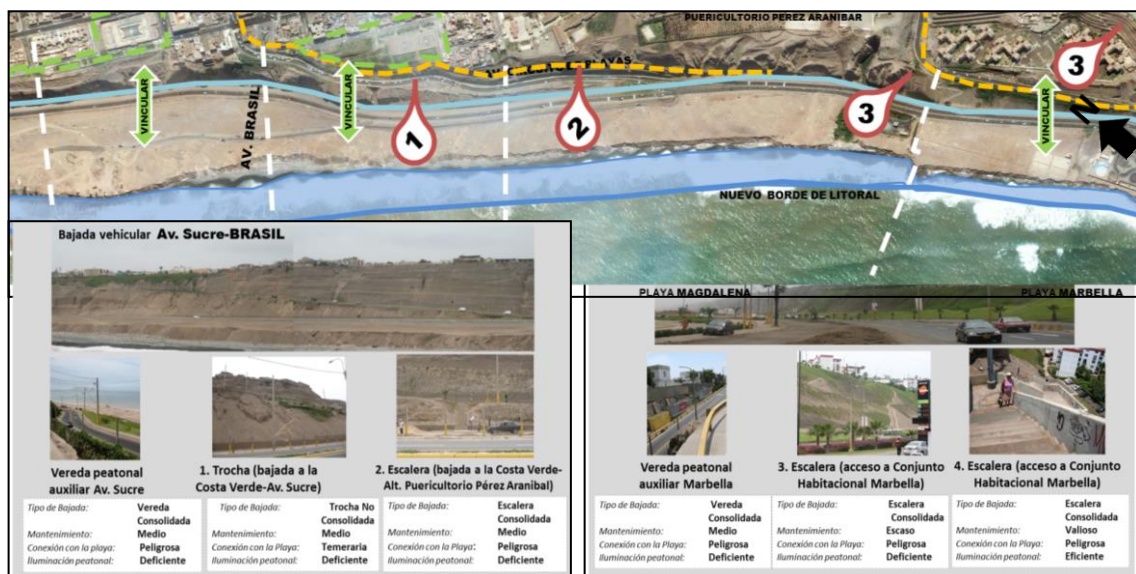 PUERICULTORIO PEREZ ARANIBAR
VINCULAR
AV. BRASIL
VINCULAR
1
2
3
3
VINCULAR
N
NUEVO BORDE DE LITORAL
Bajada vehicular Av. Sucre-BRASIL
Vereda peatonal
auxiliar Av. Sucre
1. Trocha (bajada a la
Costa Verde-Av. Sucre)
2. Escalera (bajada a la Costa Verde-
Alt. Puericultorio Pérez Aranibal)
Tipo de Bajada: Vereda
Consolidada
Mantenimiento: Medio
Conexión con la playa: Peligrosa
Iluminación peatonal: Deficiente
Tipo de Bajada: Trocha No
Consolidada
Mantenimiento: Medio
Conexión con la Playa: Temeraria
Iluminación peatonal: Deficiente
Tipo de Bajada: Escalera
Consolidada
Mantenimiento: Medio
Conexión con la Playa: Peligrosa
Iluminación peatonal: Deficiente
PLAYA MAGDALENA
PLAYA MARBELLA
Vereda peatonal
auxiliar Marbella
3. Escalera (acceso a Conjunto
Habitacional Marbella)
4. Escalera (acceso a Conjunto
Habitacional Marbella)
Tipo de Bajada: Vereda
Consolidada
Mantenimiento: Medio
Conexión con la Playa: Peligrosa
Iluminación peatonal: Deficiente
Tipo de Bajada: Escalera
Consolidada
Mantenimiento: Escaso
Conexión con la Playa: Peligrosa
Iluminación peatonal: Deficiente
Tipo de Bajada: Escalera
Consolidada
Mantenimiento: Valioso
Conexión con la Playa: Peligrosa
Iluminación peatonal: Eficiente